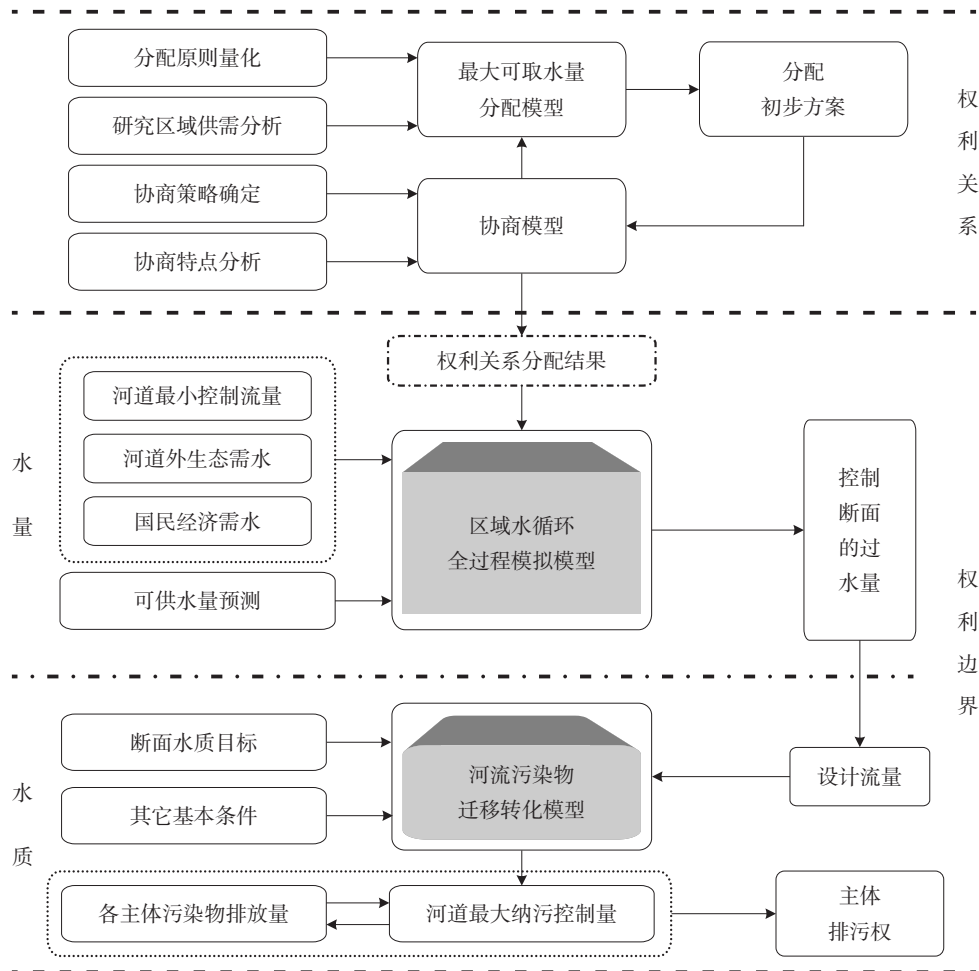 分配原则量化
研究区域供需分析
协商策略确定
协商特点分析
最大可取水量
分配模型
协商模型
分配
初步方案
权利关系
权利关系分配结果
水量
河道最小控制流量
河道外生态需水
国民经济需水
可供水量预测
区域水循环
全过程模拟模型
控制
断面
的过
水量
权利边界
水质
断面水质目标
其它基本条件
河流污染物
迁移转化模型
设计流量
各主体污染物排放量
河道最大纳污控制量
主体
排污权